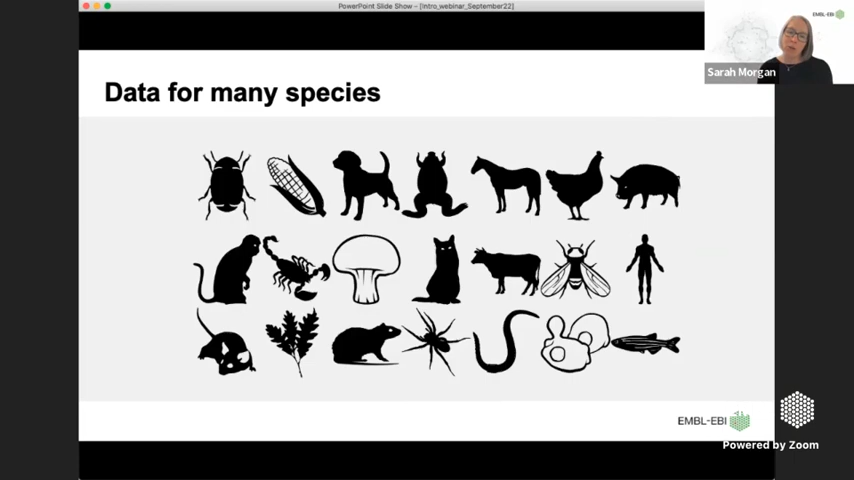 PowerPoint Slide Show - [Intro_webinar_September22]
EMBL-EBI
Sarah Morgan
Data for many species
EMBL-EBI
Powered by Zoom